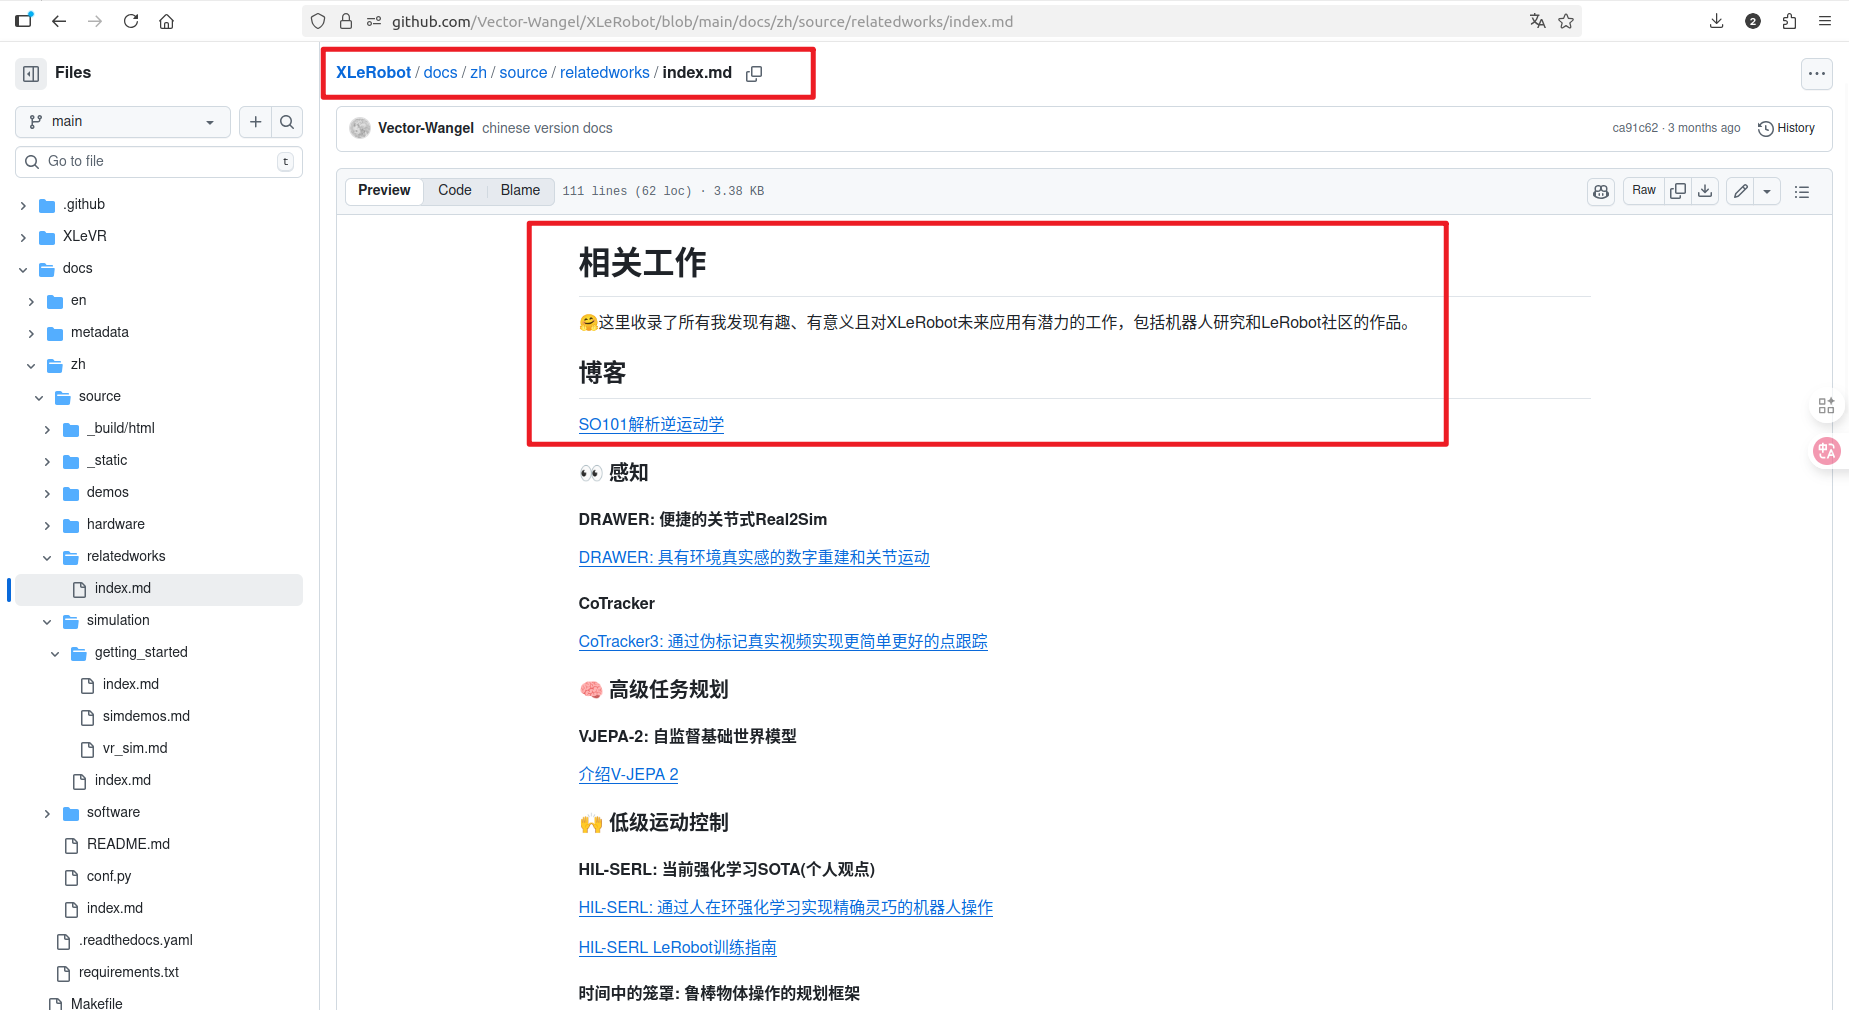 github.com/Vector-Wangel/XLeRobot/blob/main/docs/zh/source/relatedworks/index.md
2
Files
XLeRobot / docs / zh / source / relatedworks / index.md
main
Go to file
t
Vector-Wangel chinese version docs
ca91c62 · 3 months ago
History
Preview
Code
Blame
111 lines (62 loc) · 3.38 KB
Raw
.github
XLeVR
docs
en
metadata
zh
source
_build/html
_static
demos
hardware
relatedworks
index.md
simulation
getting_started
index.md
simdemos.md
vr_sim.md
index.md
software
README.md
conf.py
index.md
.readthedocs.yaml
requirements.txt
Makefile
相关工作
🤗这里收录了所有我发现有趣、有意义且对XLeRobot未来应用有潜力的工作，包括机器人研究和LeRobot社区的作品。
博客
SO101解析逆运动学
👀 感知
DRAWER: 便捷的关节式Real2Sim
DRAWER: 具有环境真实感的数字重建和关节运动
CoTracker
CoTracker3: 通过伪标记真实视频实现更简单更好的点跟踪
🧠 高级任务规划
VJEPA-2: 自监督基础世界模型
介绍V-JEPA 2
🙌 低级运动控制
HIL-SERL: 当前强化学习SOTA(个人观点)
HIL-SERL: 通过人在环强化学习实现精确灵巧的机器人操作
HIL-SERL LeRobot训练指南
时间中的笼罩: 鲁棒物体操作的规划框架